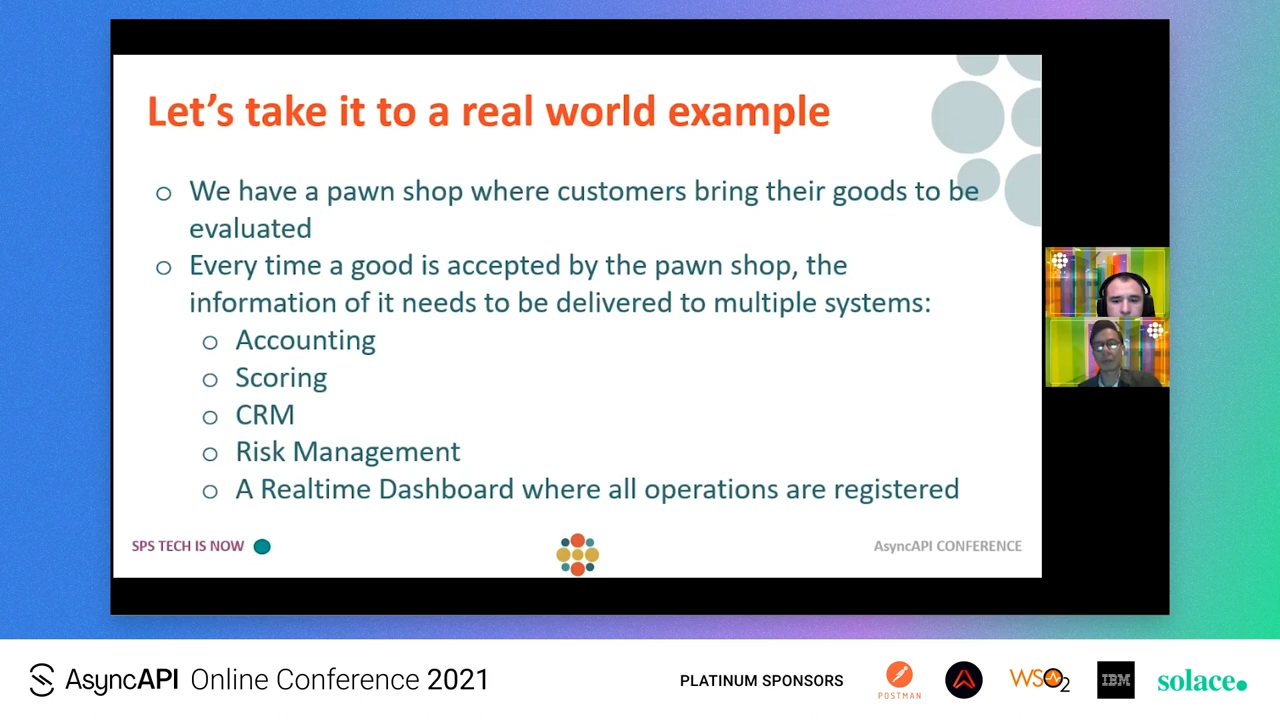 Let's take it to a real world example
o We have a pawn shop where customers bring their goods to be
evaluated
o Every time a good is accepted by the pawn shop, the
information of it needs to be delivered to multiple systems:
o Accounting
o Scoring
o CRM
o Risk Management
o A Realtime Dashboard where all operations are registered
SPS TECH IS NOW
AsyncAPI CONFERENCE
AsyncAPI Online Conference 2021
PLATINUM SPONSORS
POSTMAN
WSO2
IBM
solace.